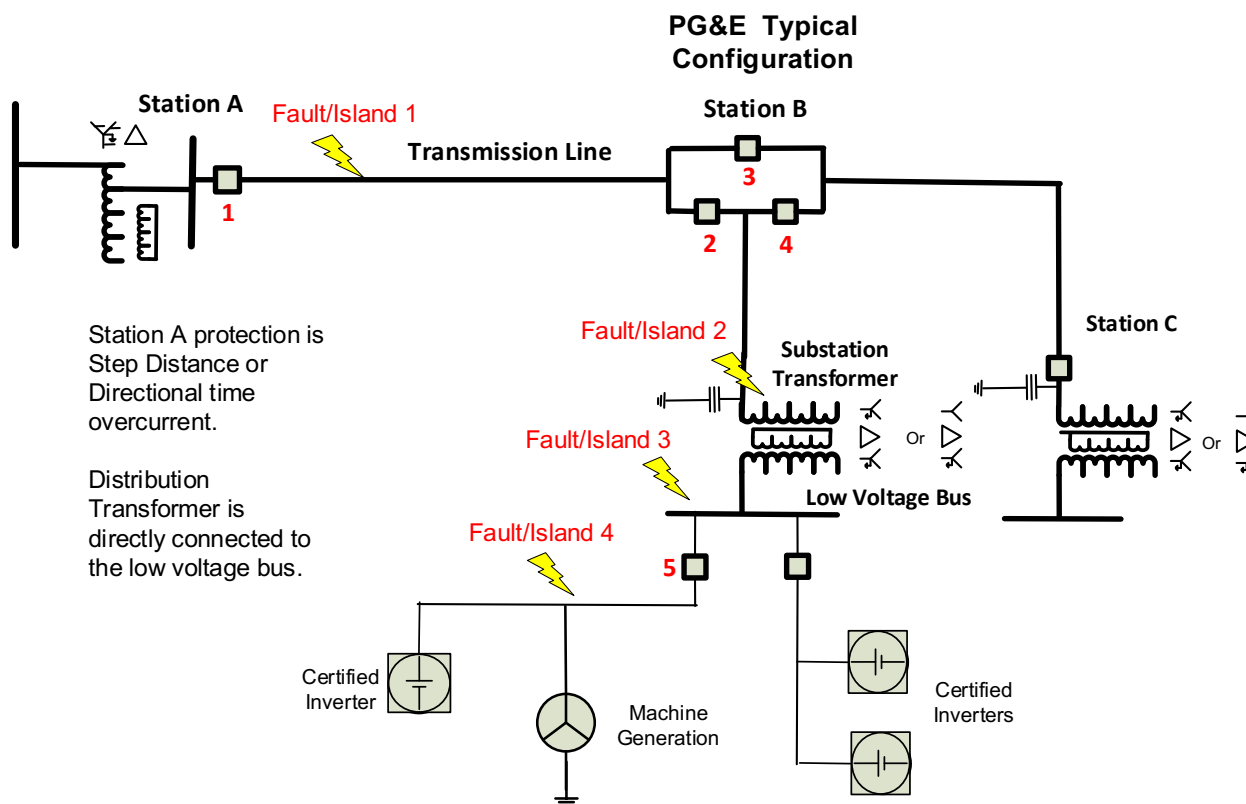 PG&E Typical
Configuration
Station A
Fault/Island 1
Station B
Transmission Line
3
1
2
4
Station A protection is
Step Distance or
Directional time
overcurrent.
Distribution
Transformer is
directly connected to
the low voltage bus.
Fault/Island 2
Substation
Transformer
Station C
Or
Or
Fault/Island 3
Low Voltage Bus
Fault/Island 4
5
Certified
Inverter
Machine
Generation
Certified
Inverters